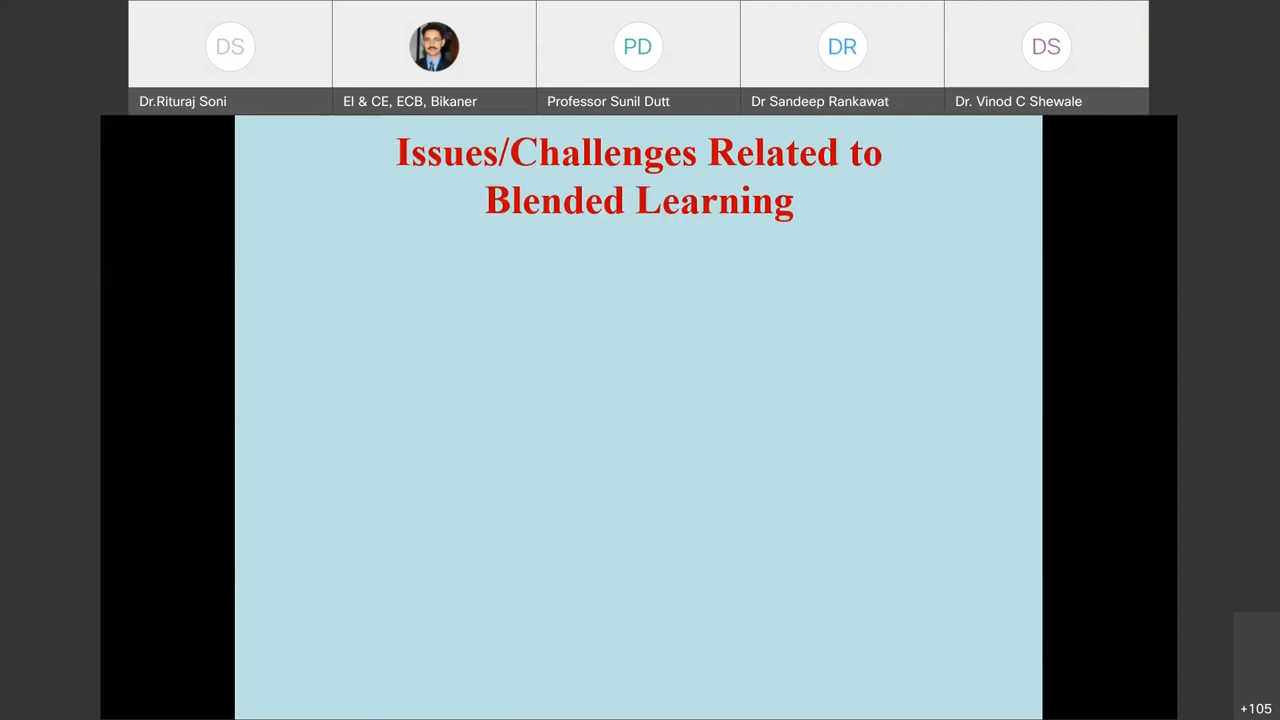 DS
PD
DR
DS
Dr.Rituraj Soni
EI & CE, ECB, Bikaner
Professor Sunil Dutt
Dr Sandeep Rankawat
Dr. Vinod C Shewale
Issues/Challenges Related to
Blended Learning
+105